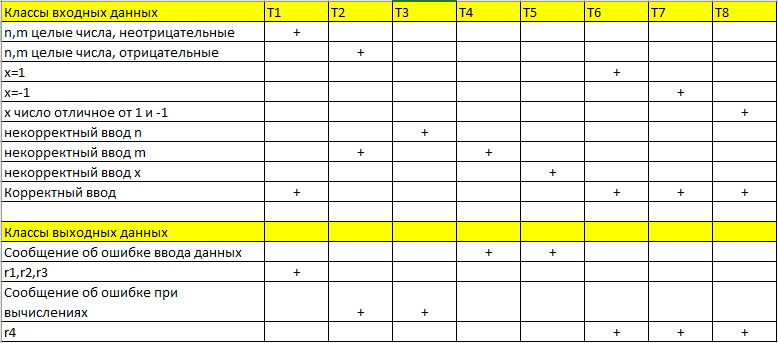 Классы входных данных T1 T2 T3 T4 T5 T6 T7 T8
n,m целые числа, неотрицательные +
n,m целые числа, отрицательные +
x=1 +
x=-1 +
x число отличное от 1 и -1 +
некорректный ввод n +
некорректный ввод m + +
некорректный ввод x +
Корректный ввод + + + +
Классы выходных данных
Сообщение об ошибке ввода данных + +
r1,r2,r3 +
Сообщение об ошибке при
вычислениях + +
r4 + + +